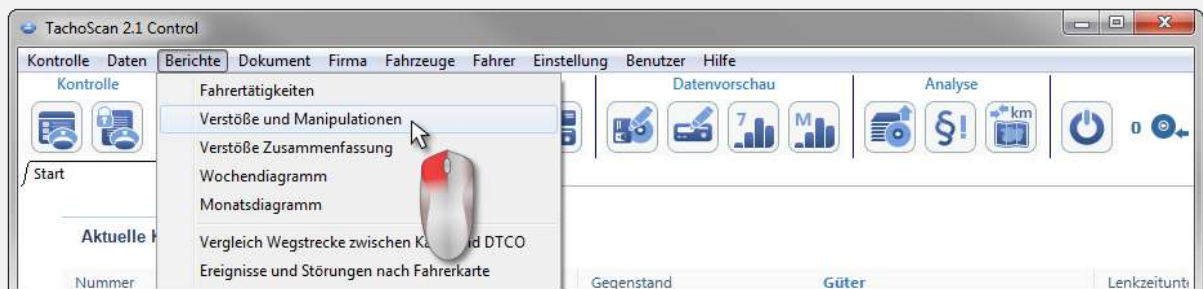 TachoScan 2.1 Control
Kontrolle Daten Berichte Dokument Firma Fahrzeuge Fahrer Einstellung Benutzer Hilfe
Kontrolle Datenvorschau Analyse
7 M §! km 0
Start
Fahrertätigkeiten
Verstöße und Manipulationen
Verstöße Zusammenfassung
Wochendiagramm
Monatsdiagramm
Vergleich Wegstrecke zwischen DTCO
Ereignisse und Störungen nach Fahrerkarte
Aktuelle
Nummer Gegenstand Güter